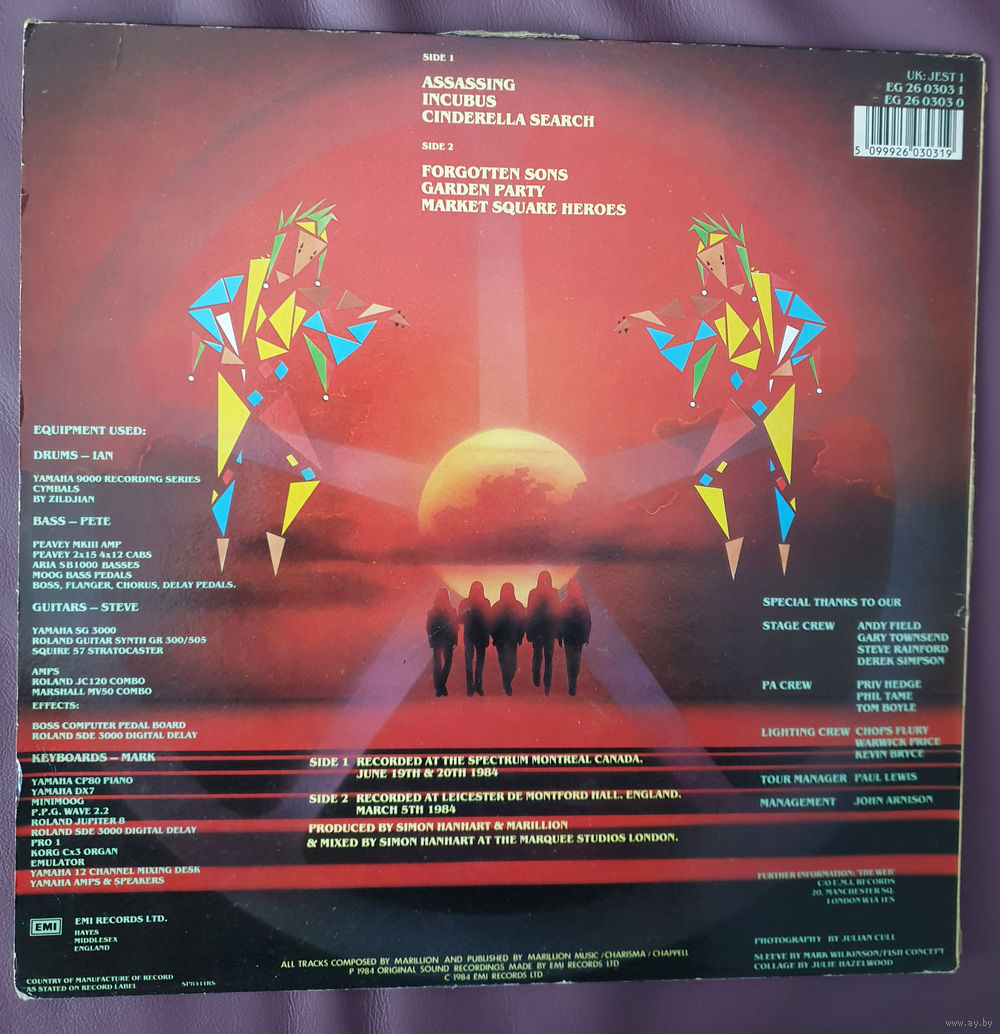 SIDE 1
ASSASSING
INCUBUS
CINDERELLA SEARCH
SIDE 2
FORGOTTEN SONS
GARDEN PARTY
MARKET SQUARE HEROES
UK: JEST 1
EG 26 0303 1
EG 26 0303 0
5 099926 030319
EQUIPMENT USED:
DRUMS – IAN
YAMAHA 9000 RECORDING SERIES
CYMBALS
BY ZILDJIAN
BASS – PETE
PEAVEY MKIII AMP
PEAVEY 2x15 4x12 CABS
ARIA SB1000 BASSES
MOOG BASS PEDALS
BOSS, FLANGER, CHORUS, DELAY PEDALS.
GUITARS – STEVE
YAMAHA SG 3000
ROLAND GUITAR SYNTH GR 300/505
SQUIRE 57 STRATOCASTER
AMPS
ROLAND JC120 COMBO
MARSHALL MV50 COMBO
EFFECTS:
BOSS COMPUTER PEDAL BOARD
ROLAND SDE 3000 DIGITAL DELAY
KEYBOARDS – MARK
YAMAHA CP80 PIANO
YAMAHA DX7
MINIMOOG
P.P.G. WAVE 2.2
ROLAND JUPITER 8
ROLAND SDE 3000 DIGITAL DELAY
PRO 1
KORG Cx3 ORGAN
EMULATOR
YAMAHA 12 CHANNEL MIXING DESK
YAMAHA AMPS & SPEAKERS
SIDE 1 RECORDED AT THE SPECTRUM MONTREAL CANADA.
JUNE 19TH & 20TH 1984
SIDE 2 RECORDED AT LEICESTER DE MONTFORD HALL. ENGLAND.
MARCH 5TH 1984
PRODUCED BY SIMON HANHART & MARILLION
& MIXED BY SIMON HANHART AT THE MARQUEE STUDIOS LONDON.
SPECIAL THANKS TO OUR
STAGE CREW ANDY FIELD
GARY TOWNSEND
STEVE RAINFORD
DEREK SIMPSON
PA CREW PRIV HEDGE
PHIL TAME
TOM BOYLE
LIGHTING CREW CHOPS FLURY
WARWICK PRICE
KEVIN BRYCE
TOUR MANAGER PAUL LEWIS
MANAGEMENT JOHN ARNISON
FURTHER INFORMATION: 'THE WEB'
C/O E.M.I. RECORDS
20, MANCHESTER SQ.
LONDON W1A 1ES
EMI
EMI RECORDS LTD.
HAYES
MIDDLESEX
ENGLAND
PHOTOGRAPHY BY JULIAN CULL
SLEEVE BY MARK WILKINSON/FISH CONCEPT
COLLAGE BY JULIE HAZELWOOD
ALL TRACKS COMPOSED BY MARILLION AND PUBLISHED BY MARILLION MUSIC / CHARISMA / CHAPPELL
P 1984 ORIGINAL SOUND RECORDINGS MADE BY EMI RECORDS LTD
C 1984 EMI RECORDS LTD
COUNTRY OF MANUFACTURE OF RECORD
AS STATED ON RECORD LABEL
www.ay.by